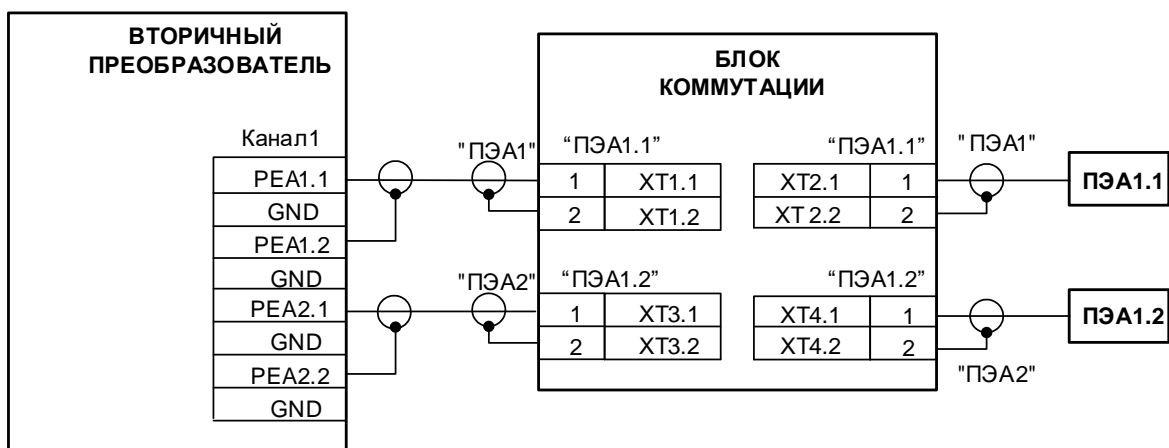 ВТОРИЧНЫЙ
ПРЕОБРАЗОВАТЕЛЬ
Канал1
PEA1.1
GND
PEA1.2
GND
PEA2.1
GND
PEA2.2
GND
"ПЭА1"
"ПЭА2"
БЛОК
КОММУТАЦИИ
“ПЭА1.1”
1 XT1.1
2 XT1.2
“ПЭА1.2”
1 XT3.1
2 XT3.2
“ПЭА1.1”
XT2.1 1
XT 2.2 2
“ПЭА1.2”
XT4.1 1
XT4.2 2
"ПЭА1"
ПЭА1.1
ПЭА1.2
"ПЭА2"